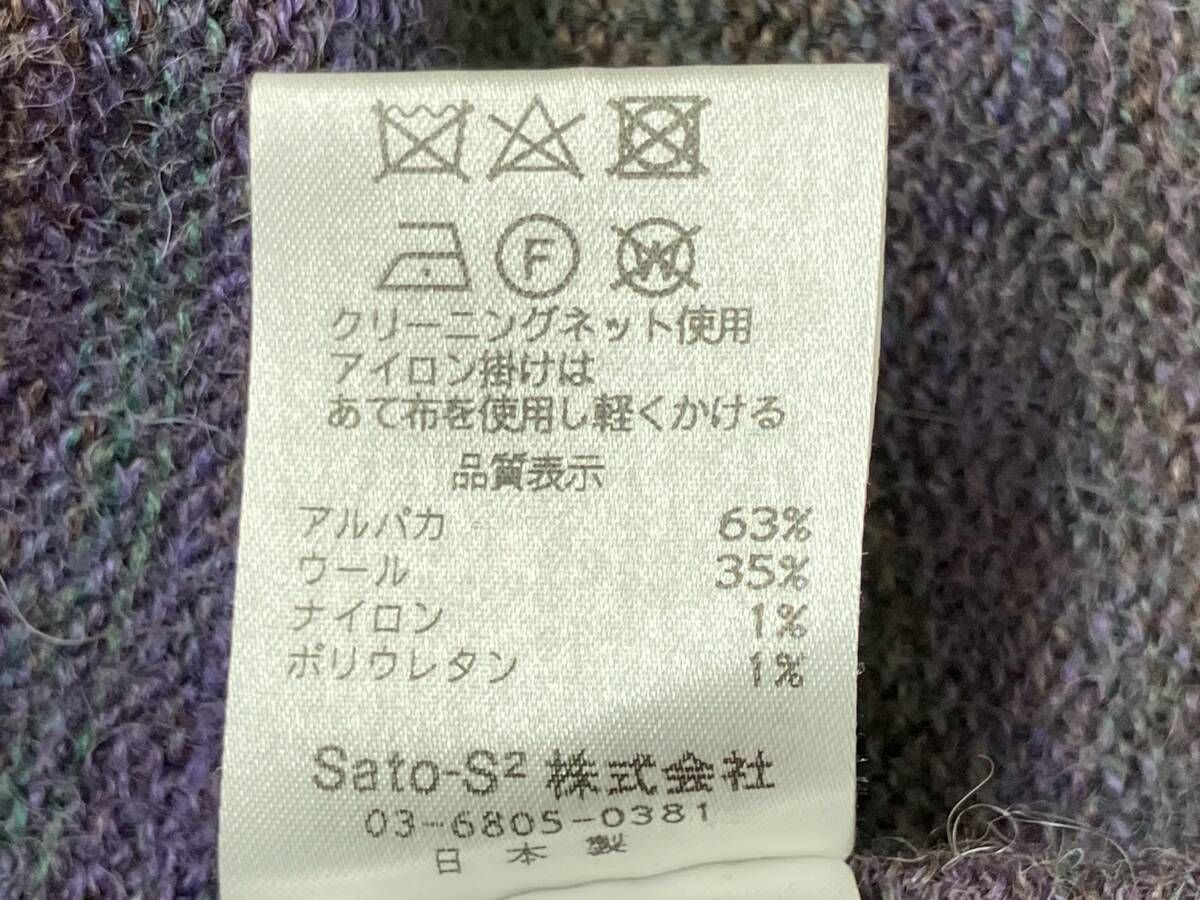 F W
クリーニングネット使用
アイロン掛けは
あて布を使用し軽くかける
品質表示
アルパカ 63%
ウール 35%
ナイロン 1%
ポリウレタン 1%
Sato-S² 株式会社
03-6805-0381
日本製